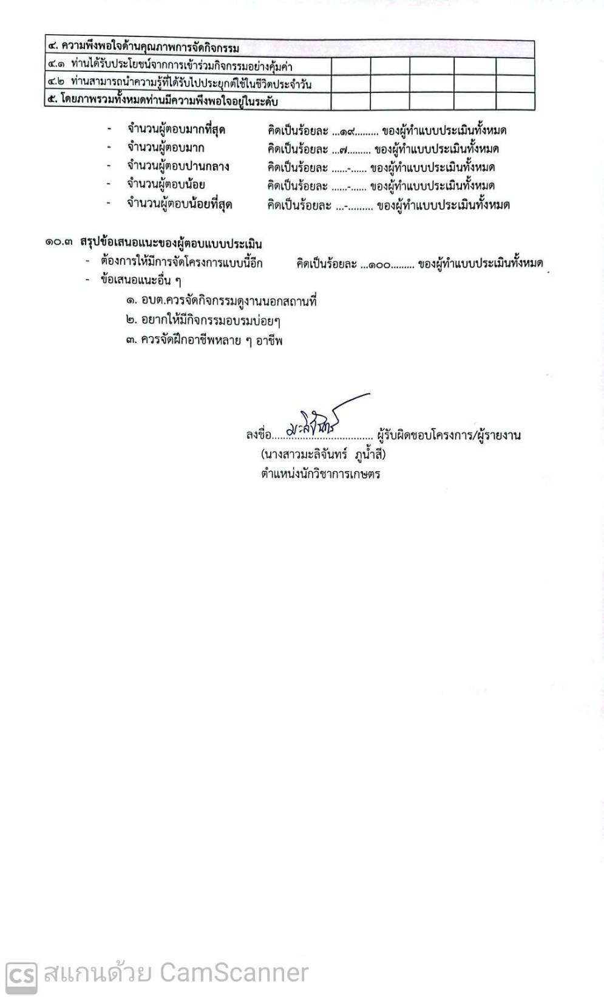 ๔. ความพึงพอใจด้านคุณภาพการจัดกิจกรรม
๔.๑ ท่านได้รับประโยชน์จากการเข้าร่วมกิจกรรมอย่างคุ้มค่า
๔.๒ ท่านสามารถนำความรู้ที่ได้รับไปประยุกต์ใช้ในชีวิตประจำวัน
๕. โดยภาพรวมทั้งหมดท่านมีความพึงพอใจอยู่ในระดับ
- จำนวนผู้ตอบมากที่สุด คิดเป็นร้อยละ ...๑๙......... ของผู้ทำแบบประเมินทั้งหมด
- จำนวนผู้ตอบมาก คิดเป็นร้อยละ ...๗......... ของผู้ทำแบบประเมินทั้งหมด
- จำนวนผู้ตอบปานกลาง คิดเป็นร้อยละ ......-...... ของผู้ทำแบบประเมินทั้งหมด
- จำนวนผู้ตอบน้อย คิดเป็นร้อยละ ......-...... ของผู้ทำแบบประเมินทั้งหมด
- จำนวนผู้ตอบน้อยที่สุด คิดเป็นร้อยละ ...-......... ของผู้ทำแบบประเมินทั้งหมด
๑๐.๓ สรุปข้อเสนอแนะของผู้ตอบแบบประเมิน
- ต้องการให้มีการจัดโครงการแบบนี้อีก คิดเป็นร้อยละ ...๑๐๐......... ของผู้ทำแบบประเมินทั้งหมด
- ข้อเสนอแนะอื่น ๆ
๑. อบต.ควรจัดกิจกรรมดูงานนอกสถานที่
๒. อยากให้มีกิจกรรมอบรมบ่อยๆ
๓. ควรจัดฝึกอาชีพหลาย ๆ อาชีพ
ลงชื่อ.....มะลิจันทร์..... ผู้รับผิดชอบโครงการ/ผู้รายงาน
(นางสาวมะลิจันทร์ ภูน้ำสี)
ตำแหน่งนักวิชาการเกษตร
CS สแกนด้วย CamScanner